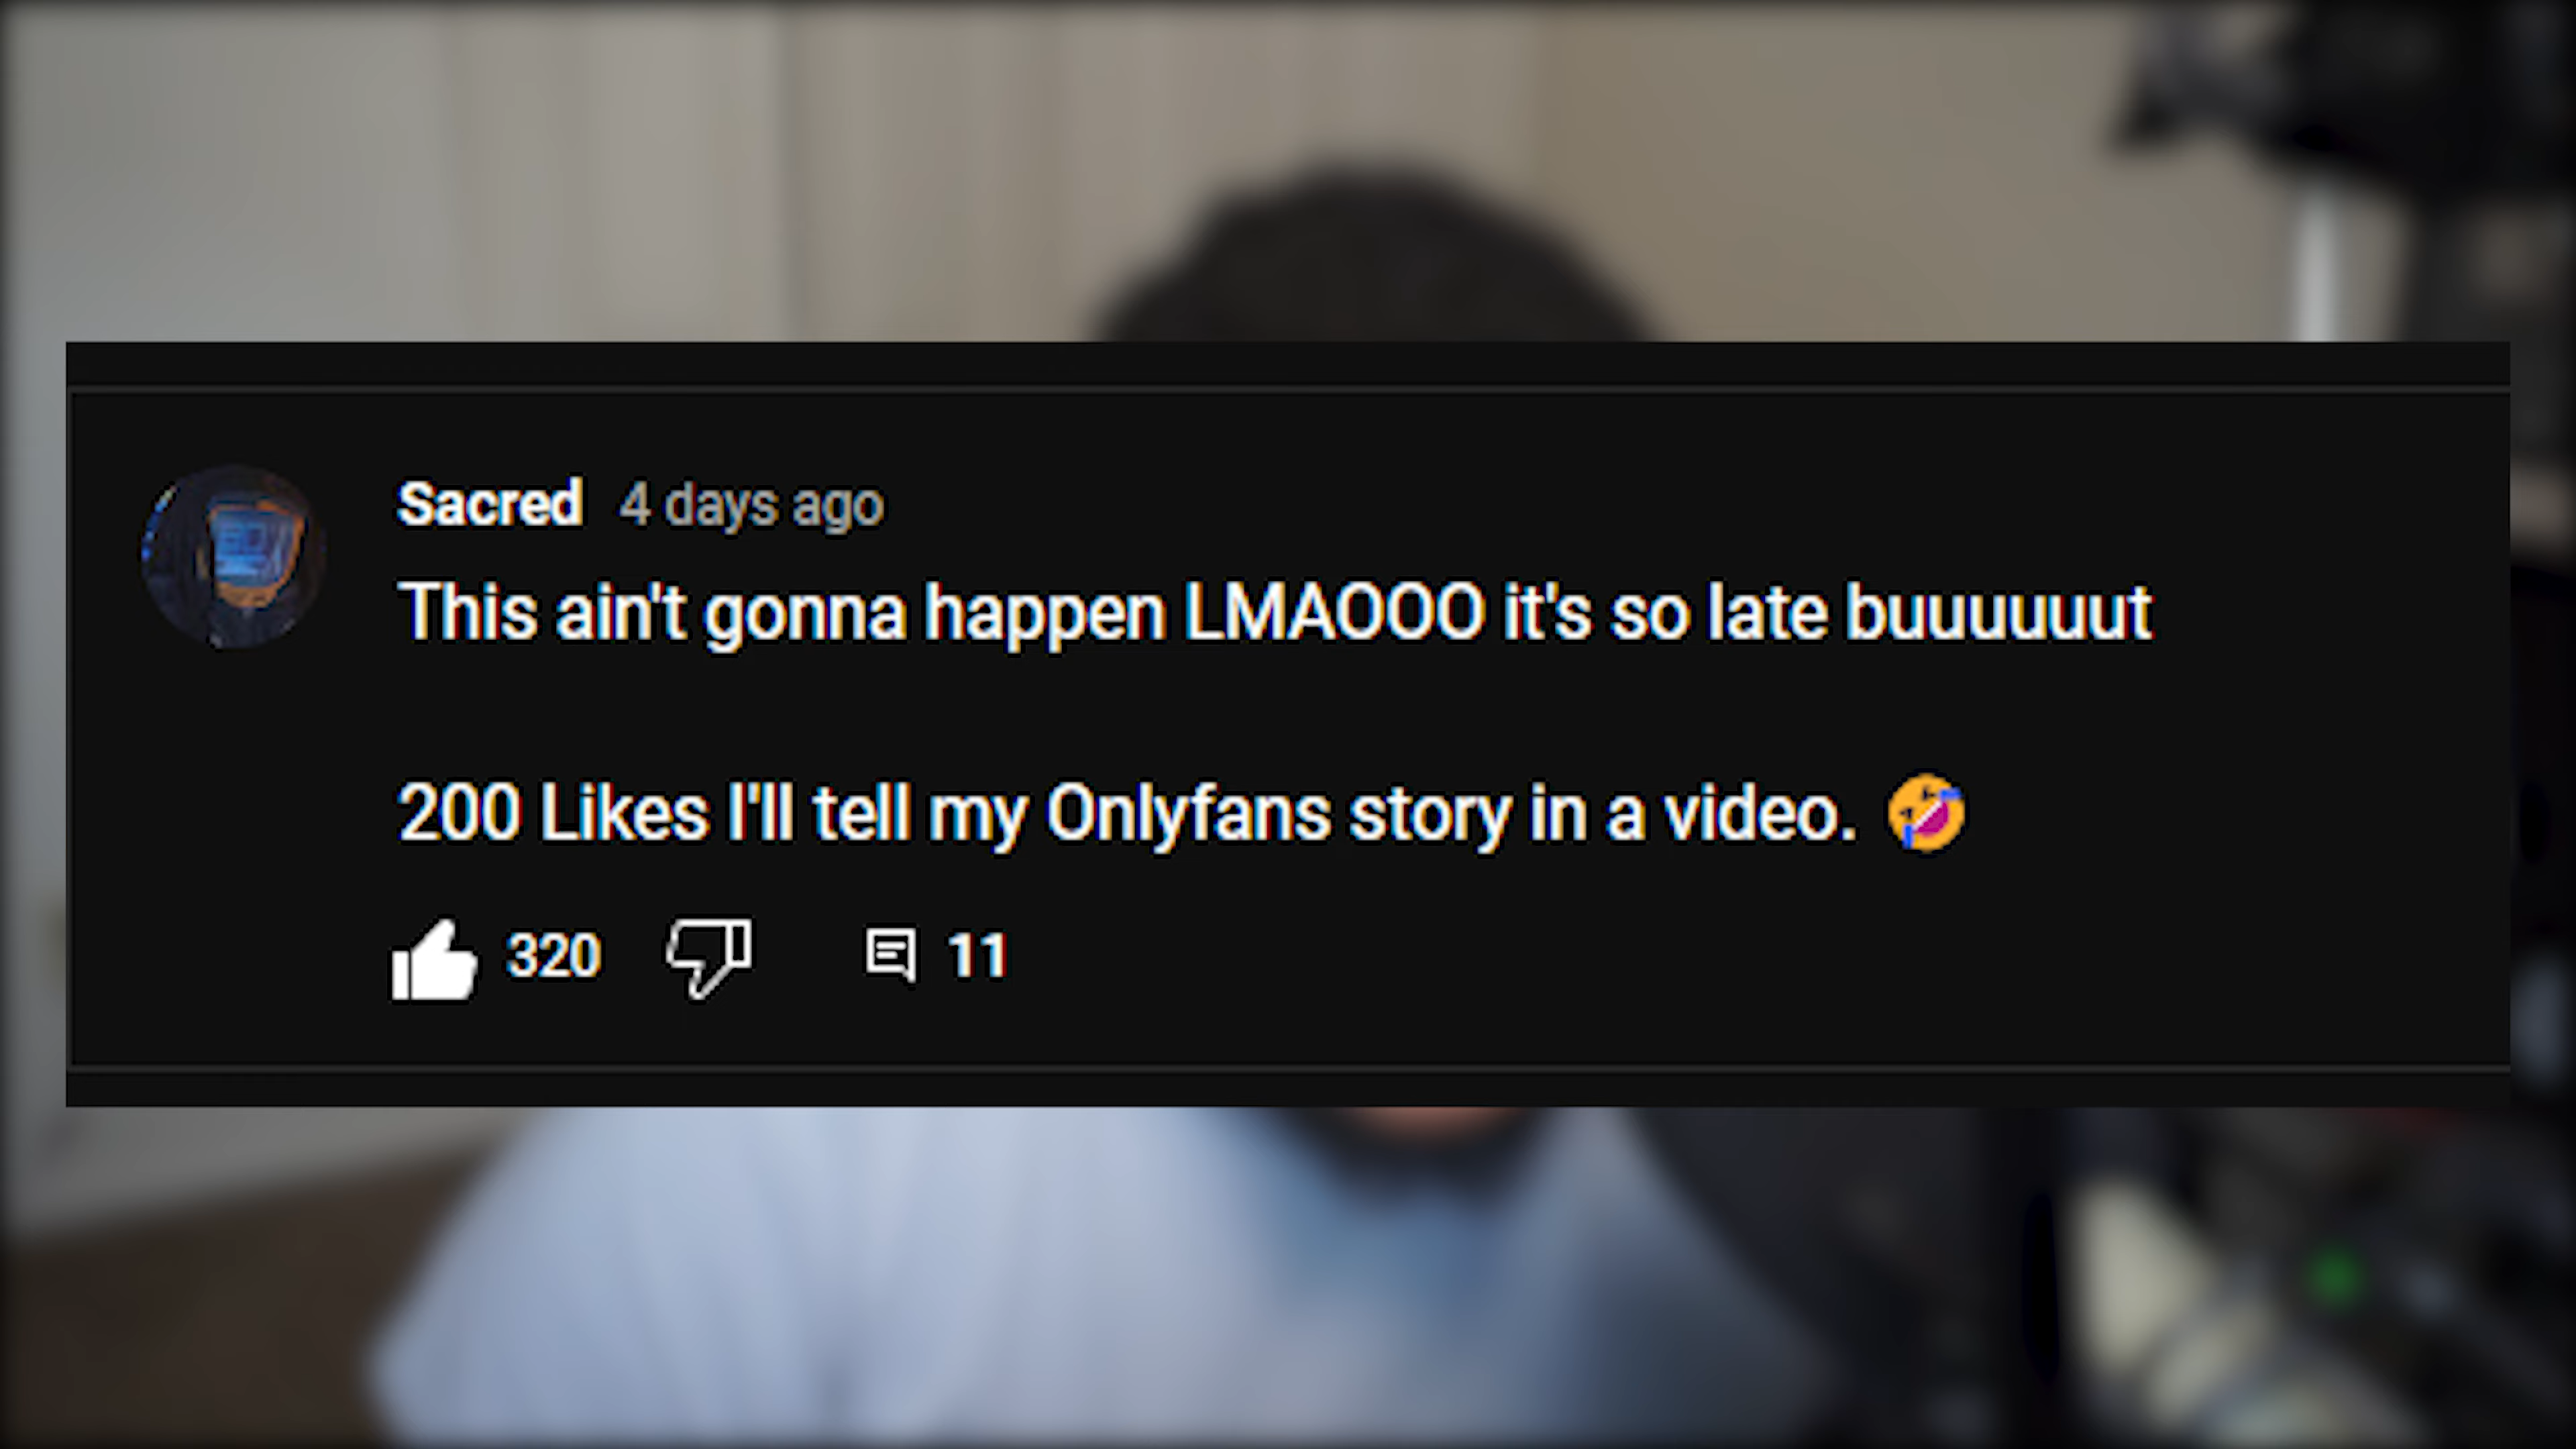 Sacred 4 days ago
This ain't gonna happen LMAOOO it's so late buuuuuut
200 Likes I'll tell my Onlyfans story in a video. 🤣
320 11